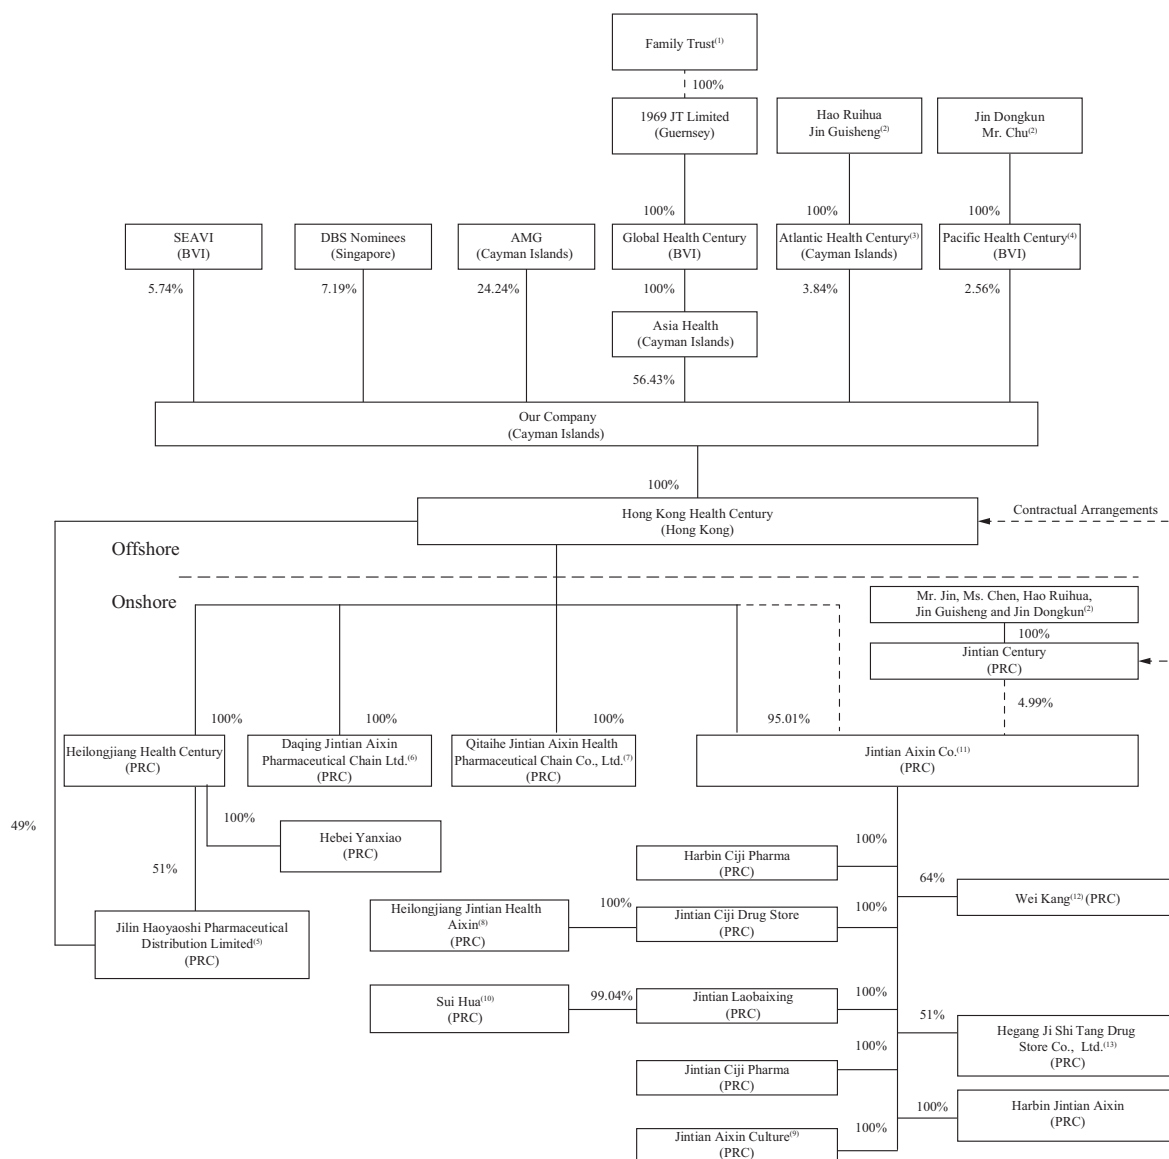 Family Trust(1)
100%
1969 JT Limited
(Guernsey)
Hao Ruihua
Jin Guisheng(2)
Jin Dongkun
Mr. Chu(2)
100%
100%
100%
SEAVI
(BVI)
DBS Nominees
(Singapore)
AMG
(Cayman Islands)
Global Health Century
(BVI)
Atlantic Health Century(3)
(Cayman Islands)
Pacific Health Century(4)
(BVI)
5.74%
7.19%
24.24%
100%
3.84%
2.56%
Asia Health
(Cayman Islands)
56.43%
Our Company
(Cayman Islands)
100%
Hong Kong Health Century
(Hong Kong)
Contractual Arrangements
Offshore
Onshore
Mr. Jin, Ms. Chen, Hao Ruihua,
Jin Guisheng and Jin Dongkun(2)
100%
Jintian Century
(PRC)
4.99%
100%
100%
100%
95.01%
Heilongjiang Health Century
(PRC)
Daqing Jintian Aixin
Pharmaceutical Chain Ltd.(6)
(PRC)
Qitaihe Jintian Aixin Health
Pharmaceutical Chain Co., Ltd.(7)
(PRC)
Jintian Aixin Co.(11)
(PRC)
49%
100%
Hebei Yanxiao
(PRC)
51%
Jilin Haoyaoshi Pharmaceutical
Distribution Limited(5)
(PRC)
100%
Harbin Ciji Pharma
(PRC)
64%
Wei Kang(12) (PRC)
Heilongjiang Jintian Health
Aixin(8)
(PRC)
100%
Jintian Ciji Drug Store
(PRC)
100%
Sui Hua(10)
(PRC)
99.04%
Jintian Laobaixing
(PRC)
100%
51%
Hegang Ji Shi Tang Drug
Store Co., Ltd.(13)
(PRC)
100%
Jintian Ciji Pharma
(PRC)
100%
Harbin Jintian Aixin
(PRC)
100%
Jintian Aixin Culture(9)
(PRC)